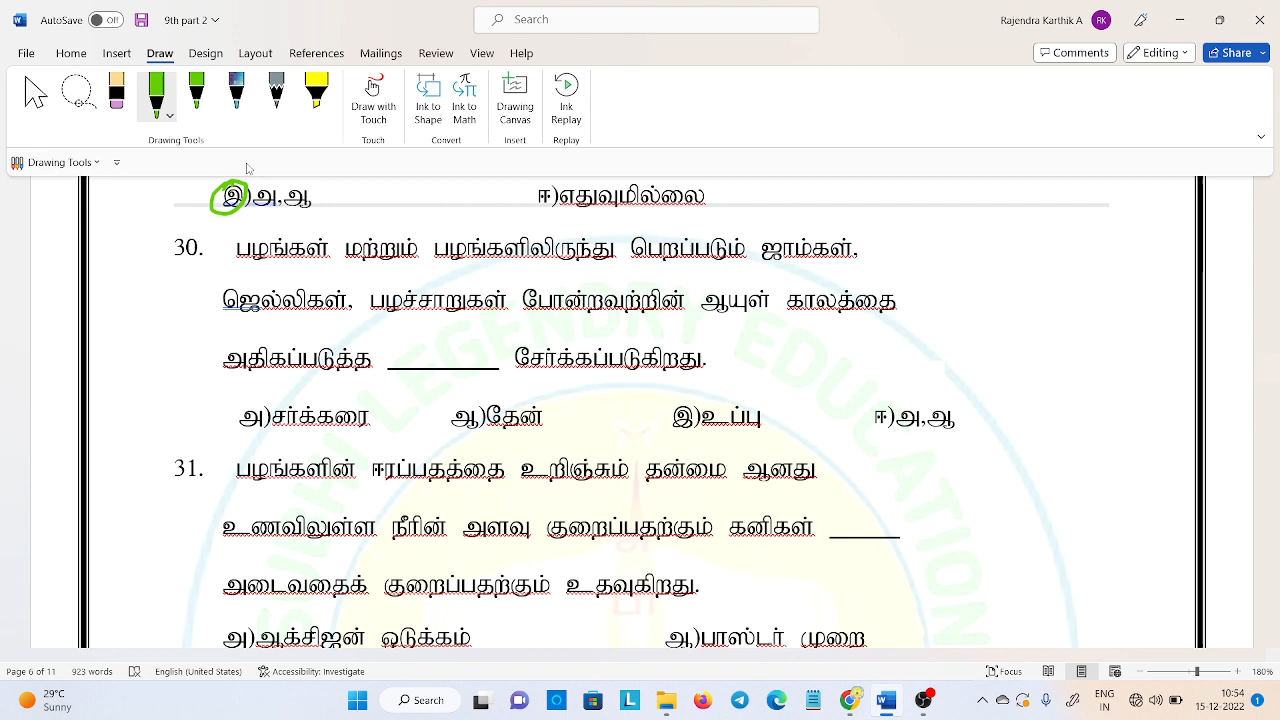 AutoSave Off 9th part 2 Search Rajendra Karthik A RK
File Home Insert Draw Design Layout References Mailings Review View Help Comments Editing Share
Draw with Touch Ink to Shape Ink to Math Drawing Canvas Ink Replay
Drawing Tools Touch Convert Insert Replay
Drawing Tools
இ)அ,ஆ ஈ)எதுவுமில்லை
30. பழங்கள் மற்றும் பழங்களிலிருந்து பெறப்படும் ஜாம்கள்,
ஜெல்லிகள், பழச்சாறுகள் போன்றவற்றின் ஆயுள் காலத்தை
அதிகப்படுத்த ________ சேர்க்கப்படுகிறது.
அ)சர்க்கரை ஆ)தேன் இ)உப்பு ஈ)அ,ஆ
31. பழங்களின் ஈரப்பதத்தை உறிஞ்சும் தன்மை ஆனது
உணவிலுள்ள நீரின் அளவு குறைப்பதற்கும் கனிகள் _____
அடைவதைக் குறைப்பதற்கும் உதவுகிறது.
அ)ஆக்சிஜன் ஒடுக்கம் ஆ)பாஸ்டர் முறை
LEGENDRY EDUCATION
Page 6 of 11 923 words English (United States) Accessibility: Investigate Focus 180%
29°C Sunny Search ENG IN 10:54 15-12-2022